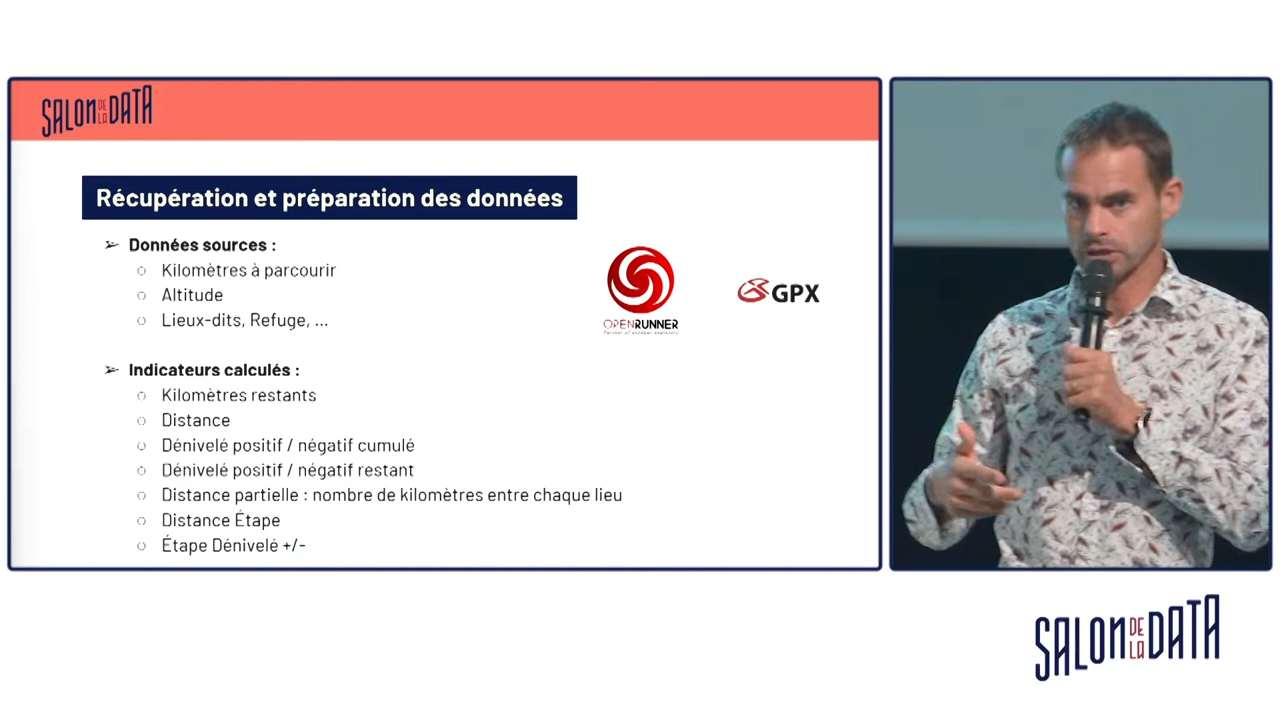 SALON DE LA DATA
Récupération et préparation des données
Données sources :
Kilomètres à parcourir
Altitude
Lieux-dits, Refuge, ...
OPENRUNNER
GPX
Indicateurs calculés :
Kilomètres restants
Distance
Dénivelé positif / négatif cumulé
Dénivelé positif / négatif restant
Distance partielle : nombre de kilomètres entre chaque lieu
Distance Étape
Étape Dénivelé +/-
SALON DE LA DATA